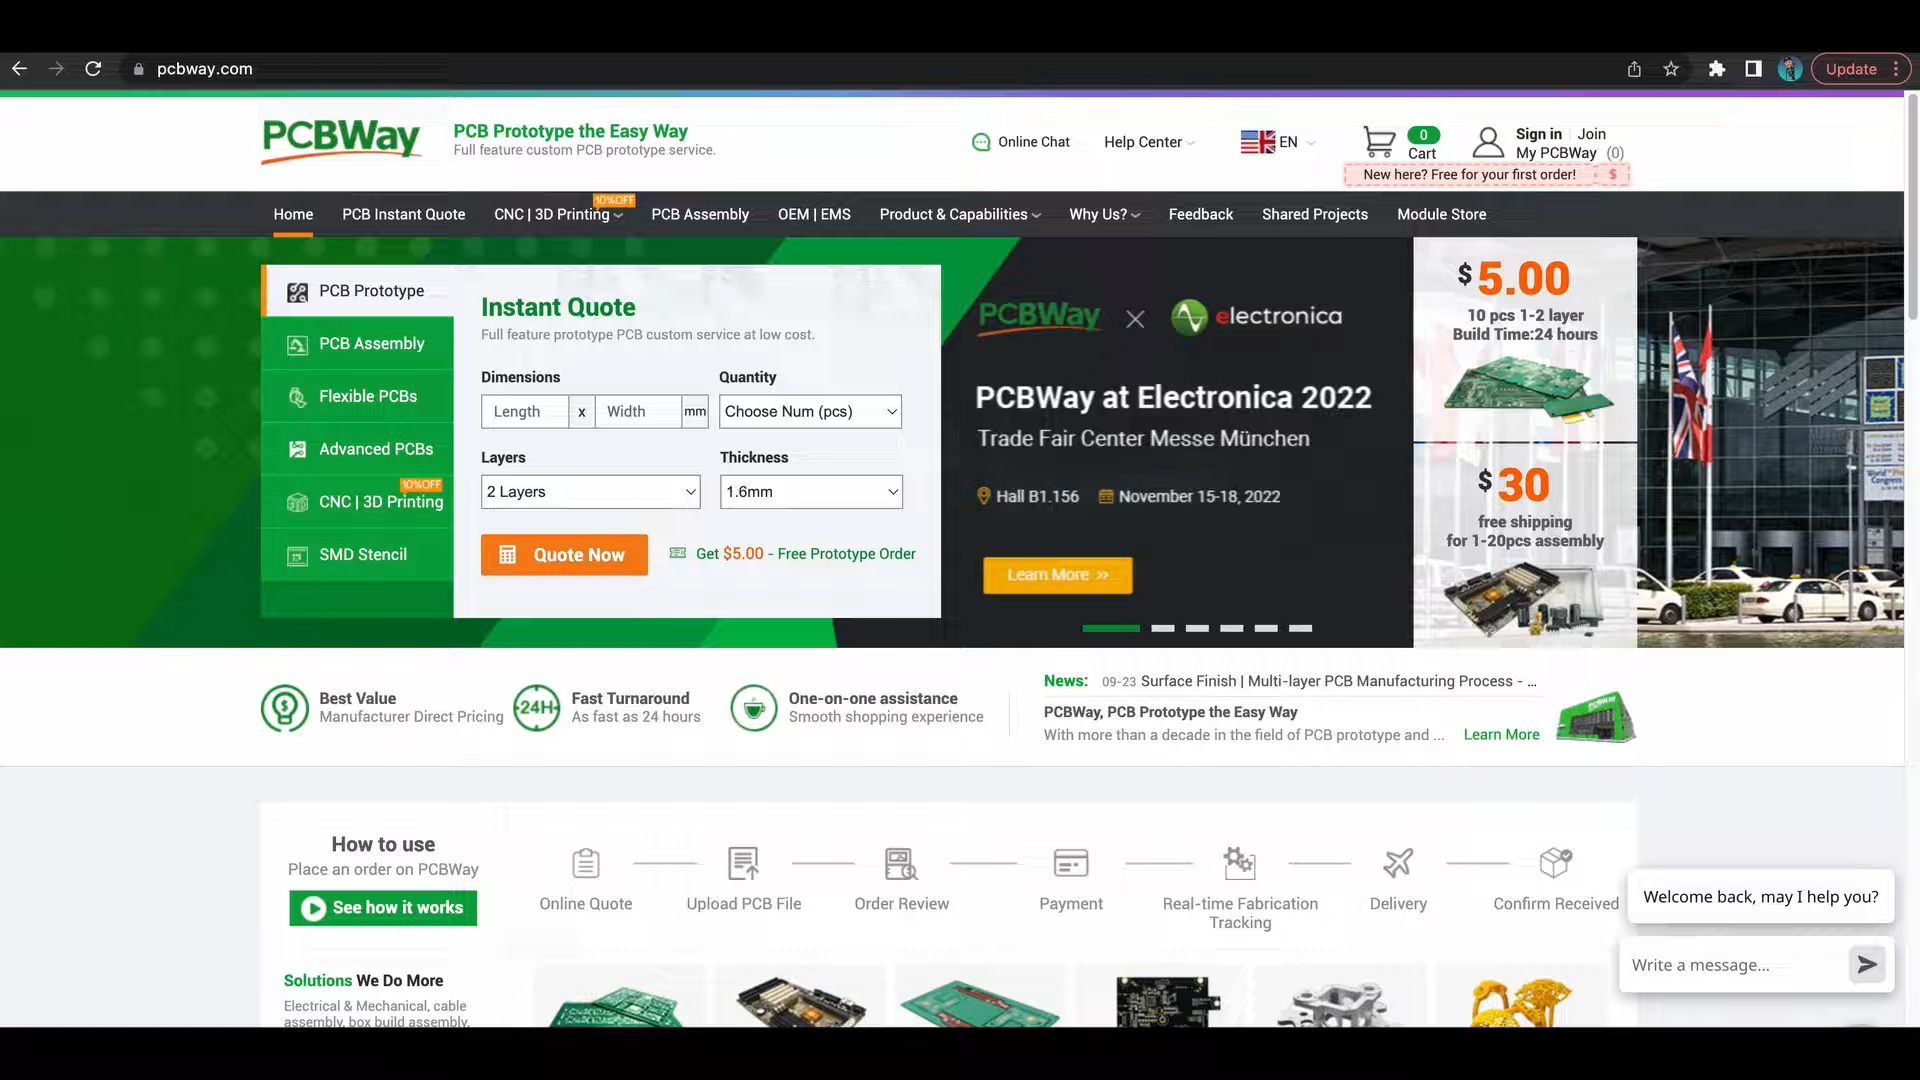 pcbway.com
Update
PCBWay
PCB Prototype the Easy Way
Full feature custom PCB prototype service.
Online Chat
Help Center
EN
0
Cart
Sign in
Join
My PCBWay (0)
New here? Free for your first order!
$
Home
PCB Instant Quote
CNC | 3D Printing
10%OFF
PCB Assembly
OEM | EMS
Product & Capabilities
Why Us?
Feedback
Shared Projects
Module Store
PCB Prototype
PCB Assembly
Flexible PCBs
Advanced PCBs
10%OFF
CNC | 3D Printing
SMD Stencil
Instant Quote
Full feature prototype PCB custom service at low cost.
Dimensions
Quantity
Length x Width mm
Choose Num (pcs)
Layers
Thickness
2 Layers
1.6mm
Quote Now
Get $5.00 - Free Prototype Order
PCBWay × electronica
PCBWay at Electronica 2022
Trade Fair Center Messe München
Hall B1.156
November 15-18, 2022
Learn More »
$5.00
10 pcs 1-2 layer
Build Time:24 hours
$30
free shipping
for 1-20pcs assembly
Best Value
Manufacturer Direct Pricing
24H
Fast Turnaround
As fast as 24 hours
One-on-one assistance
Smooth shopping experience
News: 09-23 Surface Finish | Multi-layer PCB Manufacturing Process - ...
PCBWay, PCB Prototype the Easy Way
With more than a decade in the field of PCB prototype and ...
Learn More
How to use
Place an order on PCBWay
See how it works
Online Quote
Upload PCB File
Order Review
Payment
Real-time Fabrication
Tracking
Delivery
Confirm Received
Welcome back, may I help you?
Write a message...
Solutions We Do More
Electrical & Mechanical, cable
assembly, box build assembly.